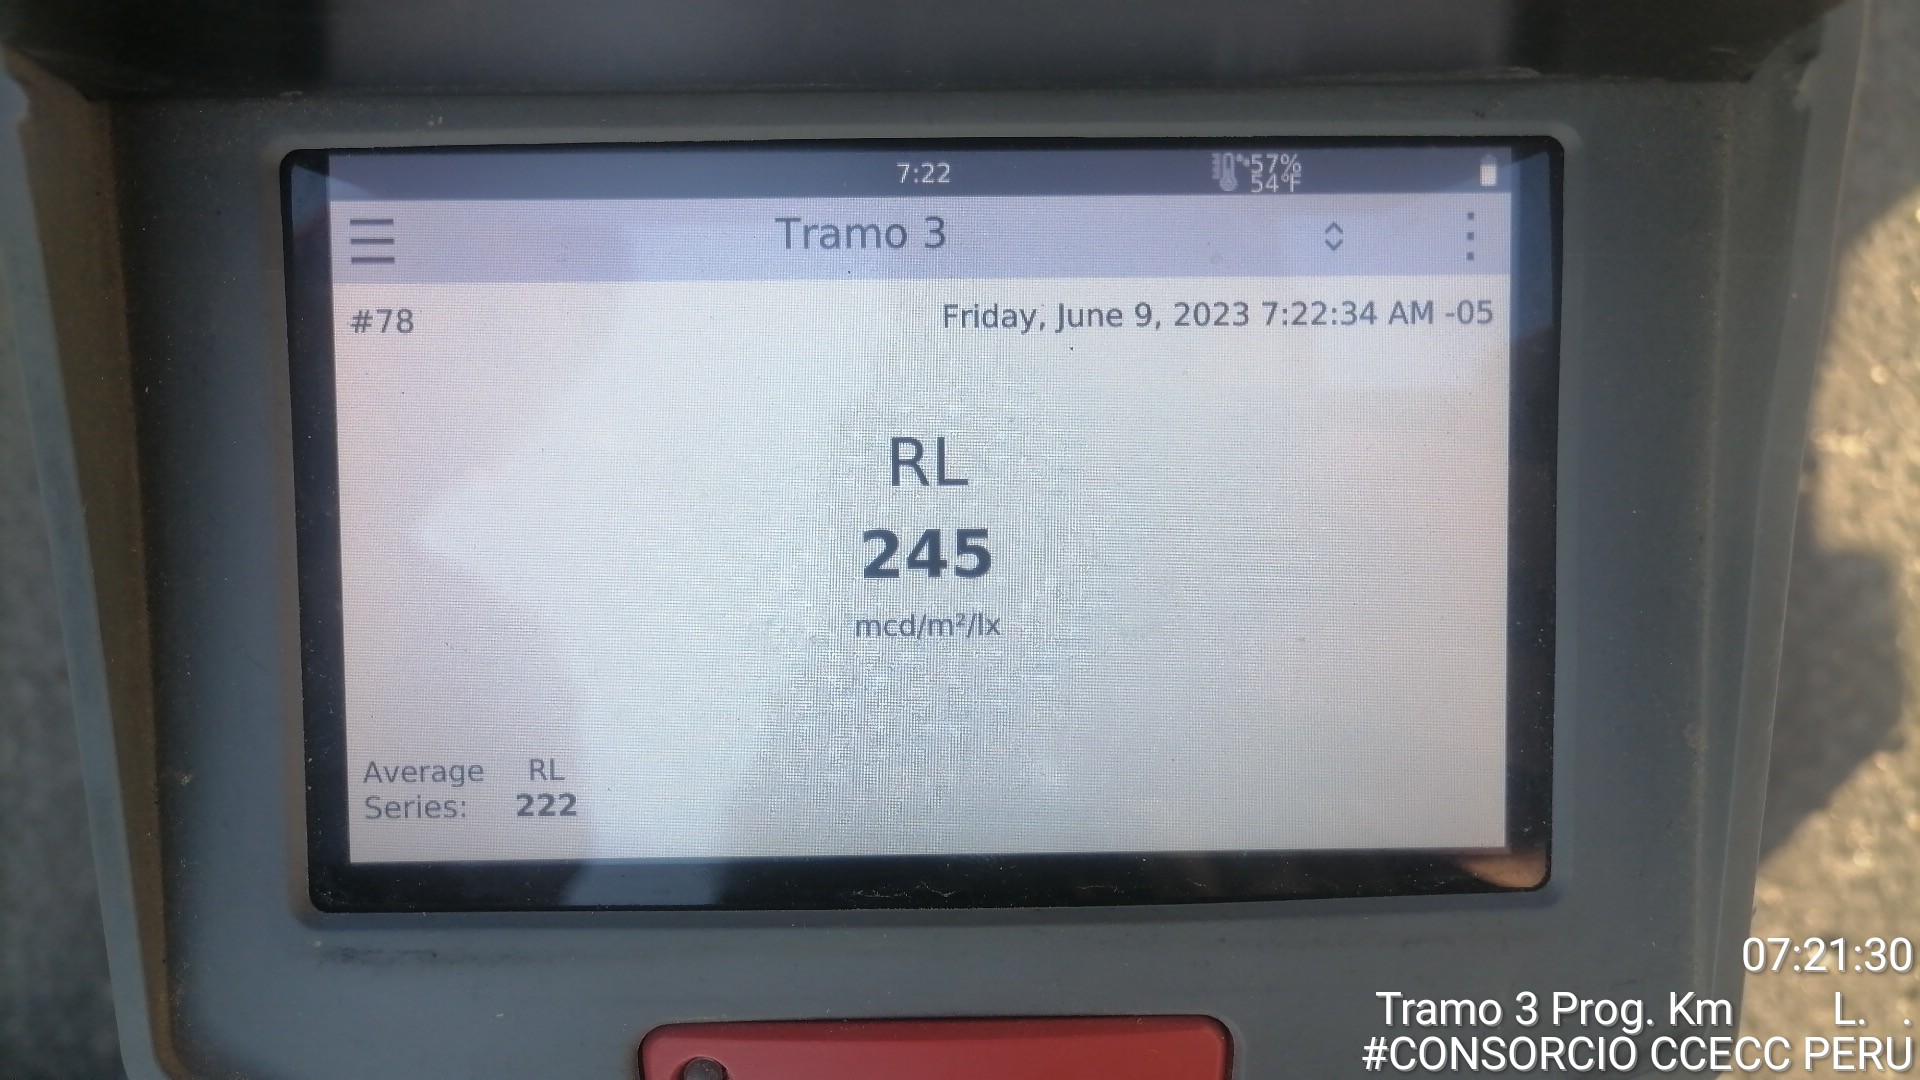 7:22
57%
54°F
Tramo 3
#78
Friday, June 9, 2023 7:22:34 AM -05
RL
245
mcd/m²/lx
Average RL
Series: 222
07:21:30
Tramo 3 Prog. Km L. .
#CONSORCIO CCECC PERU